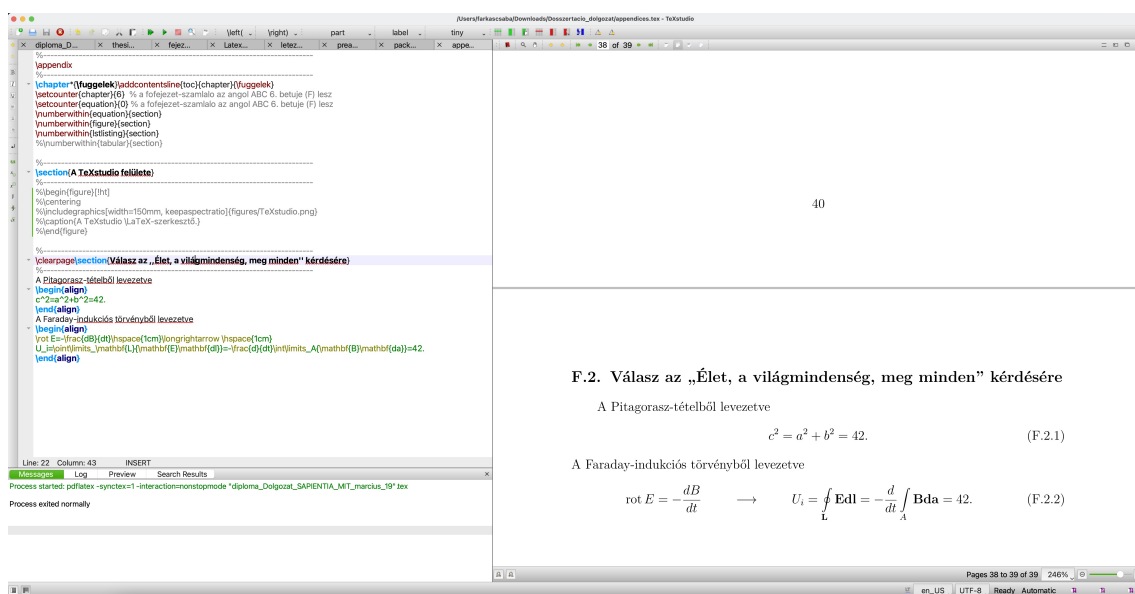 /Users/farkascsaba/Downloads/Dosszertacio_dolgozat/appendices.tex - TeXstudio
\left( \right) part label tiny
diploma_D... thesi... fejez... Latex... letez... prea... pack... appe...
38 of 39
%--------------------------------------------------------------------
\appendix
%--------------------------------------------------------------------
\chapter*{\fuggelek}\addcontentsline{toc}{chapter}{\fuggelek}
\setcounter{chapter}{6} % a fofejezet-szamlalo az angol ABC 6. betuje (F) lesz
\setcounter{equation}{0} % a fofejezet-szamlalo az angol ABC 6. betuje (F) lesz
\numberwithin{equation}{section}
\numberwithin{figure}{section}
\numberwithin{lstlisting}{section}
%\numberwithin{tabular}{section}
%--------------------------------------------------------------------
\section{A TeXstudio felülete}
%--------------------------------------------------------------------
%\begin{figure}[!ht]
%\centering
%\includegraphics[width=150mm, keepaspectratio]{figures/TeXstudio.png}
%\caption{A TeXstudio \LaTeX-szerkesztő.}
%\end{figure}
%--------------------------------------------------------------------
\clearpage\section{Válasz az ,,Élet, a világmindenség, meg minden'' kérdésére}
%--------------------------------------------------------------------
A Pitagorasz-tételből levezetve
\begin{align}
c^2=a^2+b^2=42.
\end{align}
A Faraday-indukciós törvényből levezetve
\begin{align}
\rot E=-\frac{dB}{dt}\hspace{1cm}\longrightarrow \hspace{1cm}
U_i=\oint\limits_\mathbf{L}{\mathbf{E}\mathbf{dl}}=-\frac{d}{dt}\int\limits_A{\mathbf{B}\mathbf{da}}=42.
\end{align}
Line: 22 Column: 43 INSERT
Messages Log Preview Search Results
Process started: pdflatex -synctex=1 -interaction=nonstopmode "diploma_Dolgozat_SAPIENTIA_MIT_marcius_19".tex
Process exited normally
40
F.2. Válasz az „Élet, a világmindenség, meg minden” kérdésére
A Pitagorasz-tételből levezetve
c² = a² + b² = 42. (F.2.1)
A Faraday-indukciós törvényből levezetve
rot E = −dB/dt ⟶ U_i = ∮_L Edl = −d/dt ∫_A Bda = 42. (F.2.2)
Pages 38 to 39 of 39 246%
en_US UTF-8 Ready Automatic